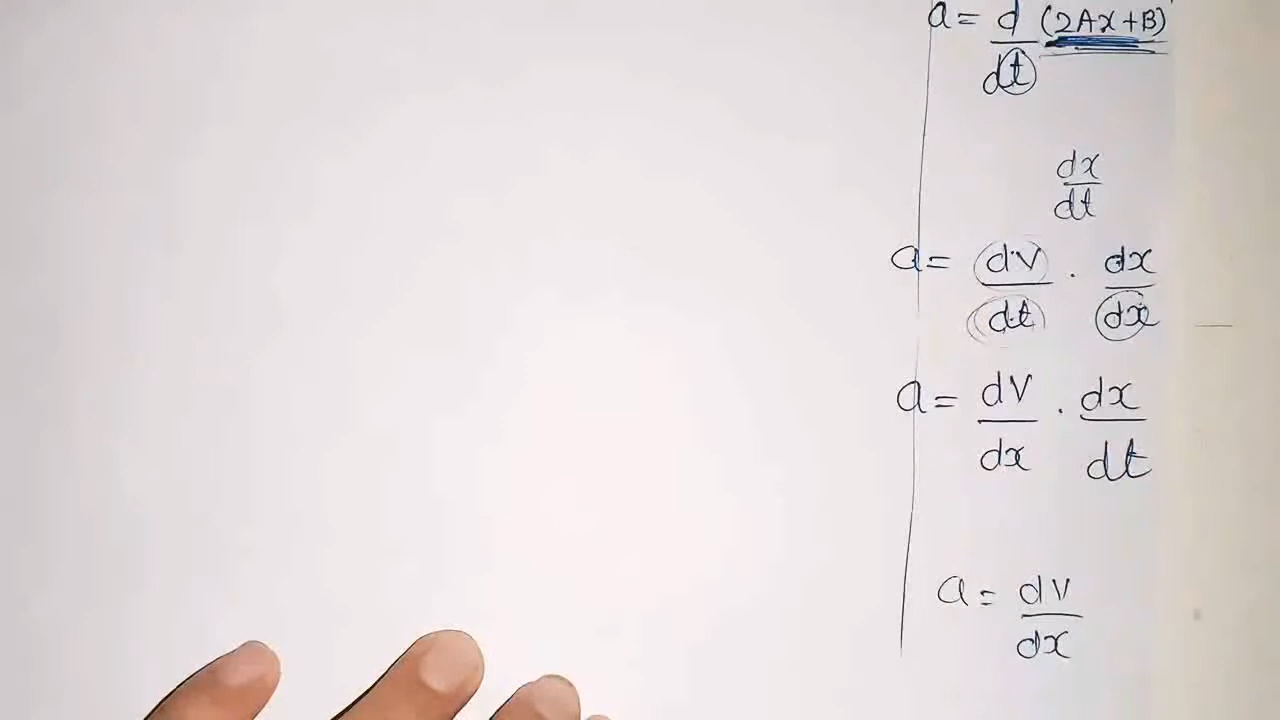 a = d/dt (2Ax+B)
dx/dt
a = dV/dt . dx/dx
a = dV/dx . dx/dt
a = dV/dx